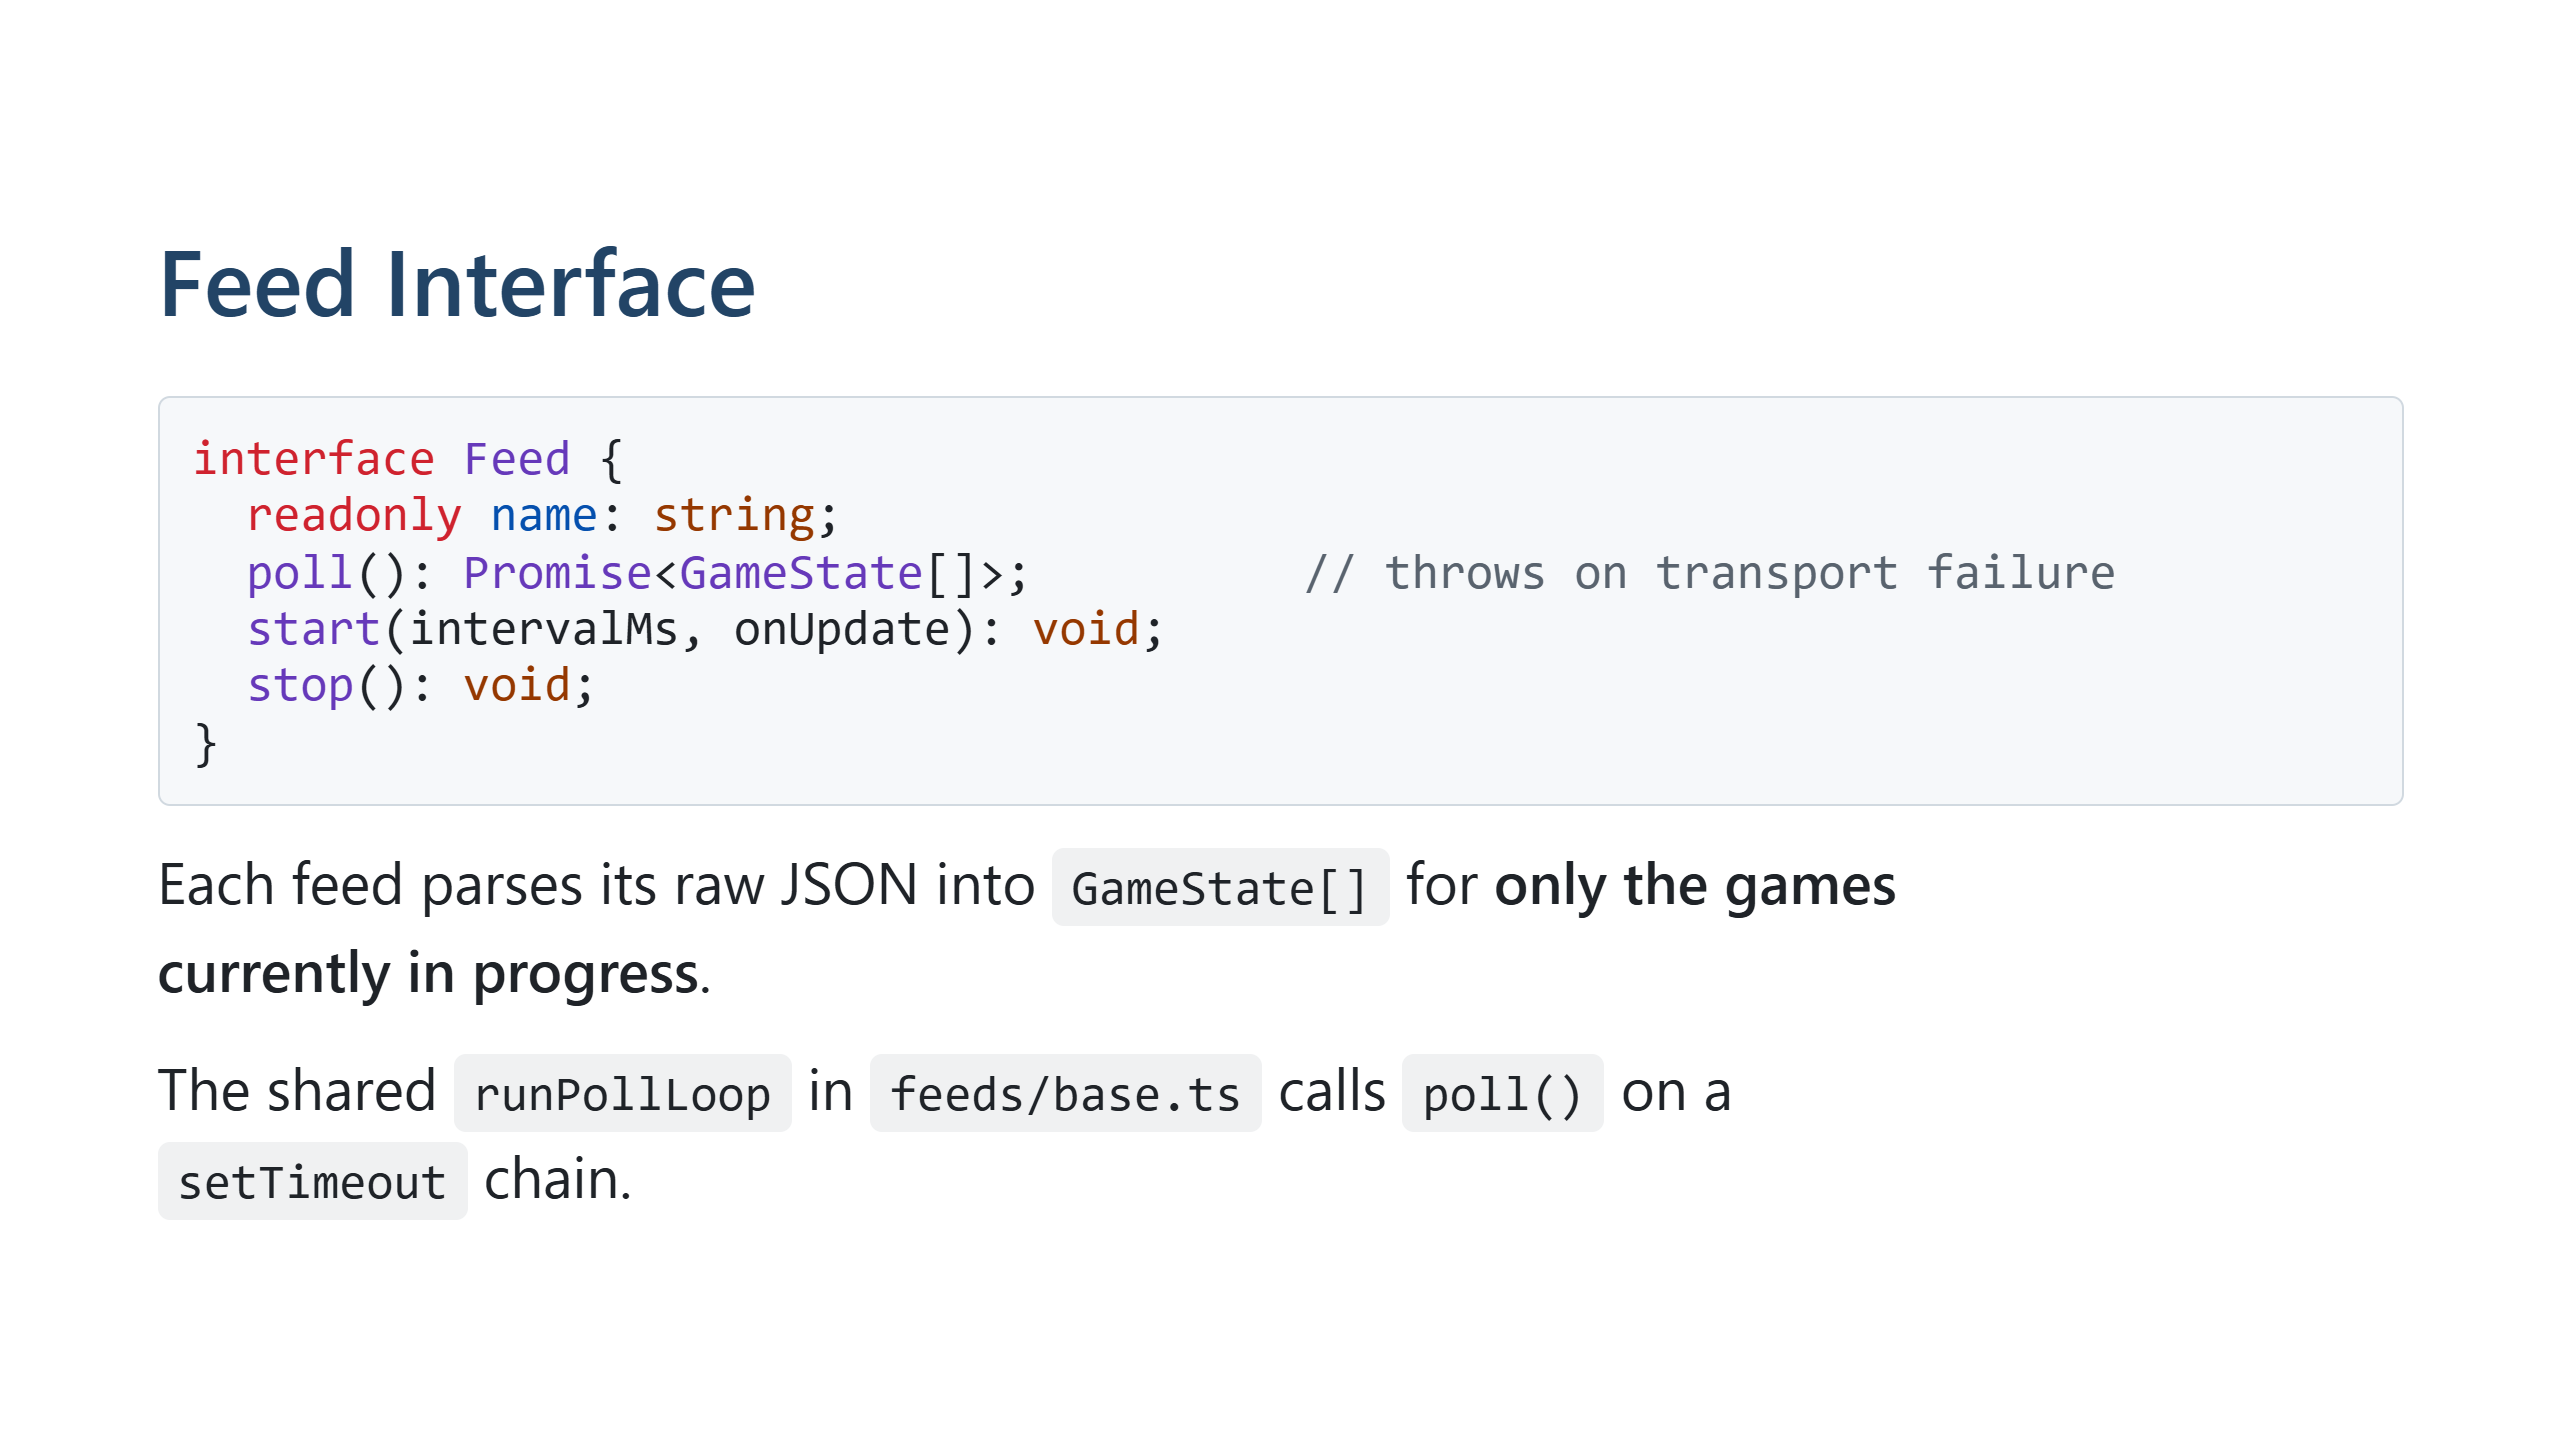 Feed Interface
interface Feed {
  readonly name: string;
  poll(): Promise<GameState[]>;          // throws on transport failure
  start(intervalMs, onUpdate): void;
  stop(): void;
}
Each feed parses its raw JSON into GameState[] for only the games
currently in progress.
The shared runPollLoop in feeds/base.ts calls poll() on a
setTimeout chain.